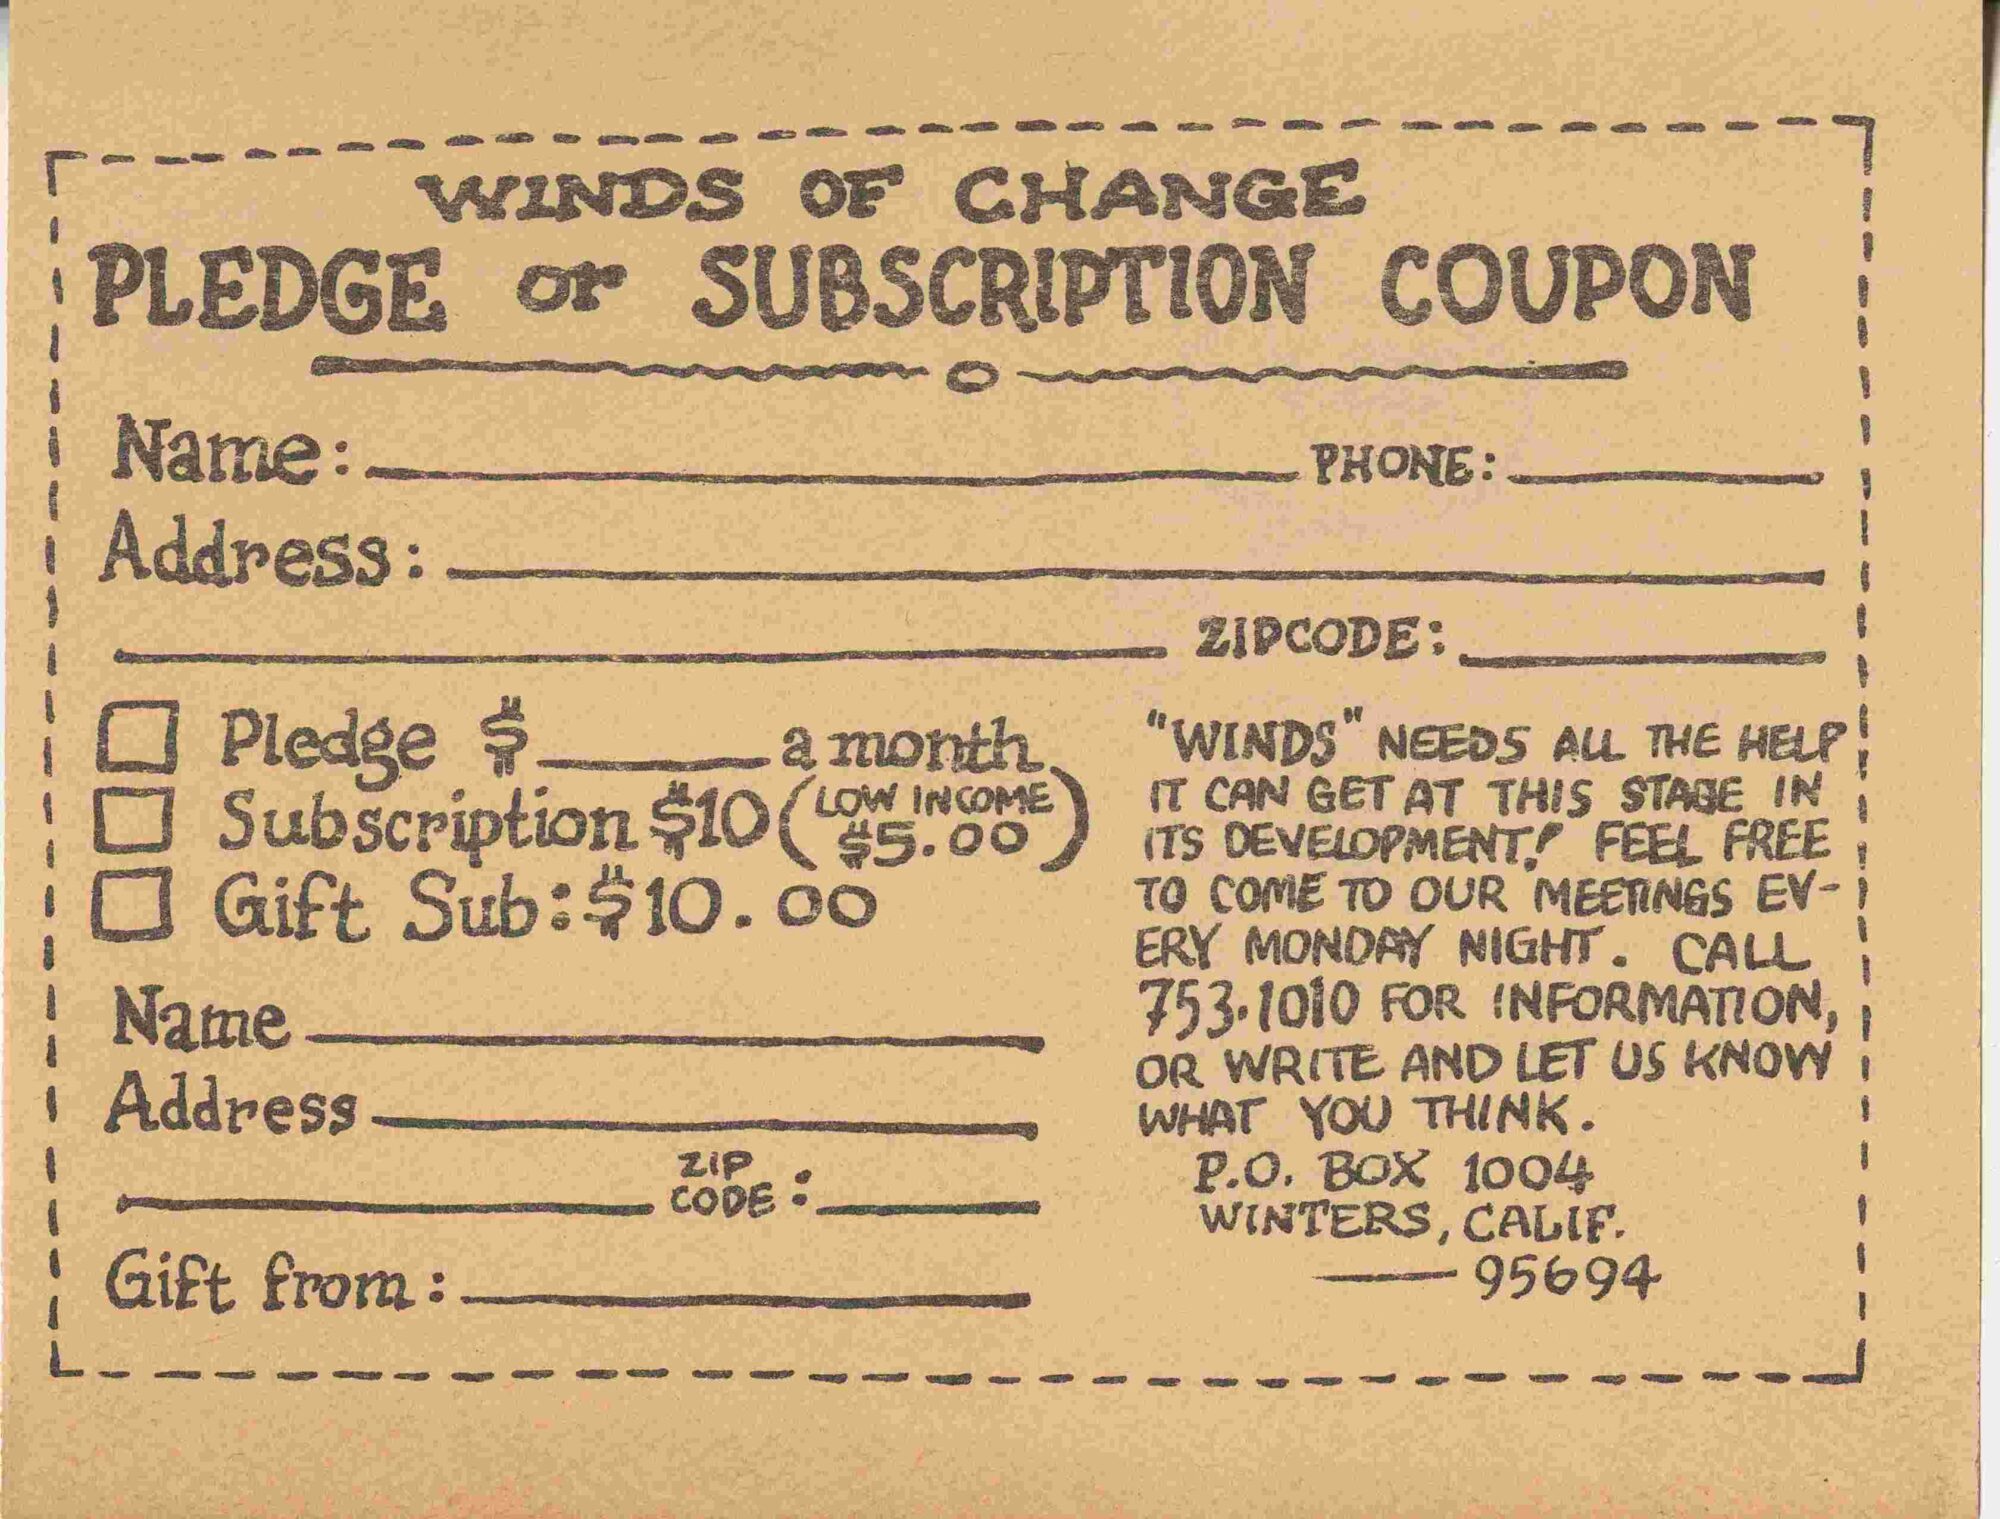 WINDS OF CHANGE
PLEDGE or SUBSCRIPTION COUPON
Name: PHONE:
Address:
ZIPCODE:
Pledge $ a month
Subscription $10 (LOW INCOME $5.00)
Gift Sub: $10.00
Name
Address
ZIP CODE:
Gift from:
"WINDS" NEEDS ALL THE HELP
IT CAN GET AT THIS STAGE IN
ITS DEVELOPMENT! FEEL FREE
TO COME TO OUR MEETINGS EV-
ERY MONDAY NIGHT. CALL
753-1010 FOR INFORMATION,
OR WRITE AND LET US KNOW
WHAT YOU THINK.
P.O. BOX 1004
WINTERS, CALIF.
— 95694